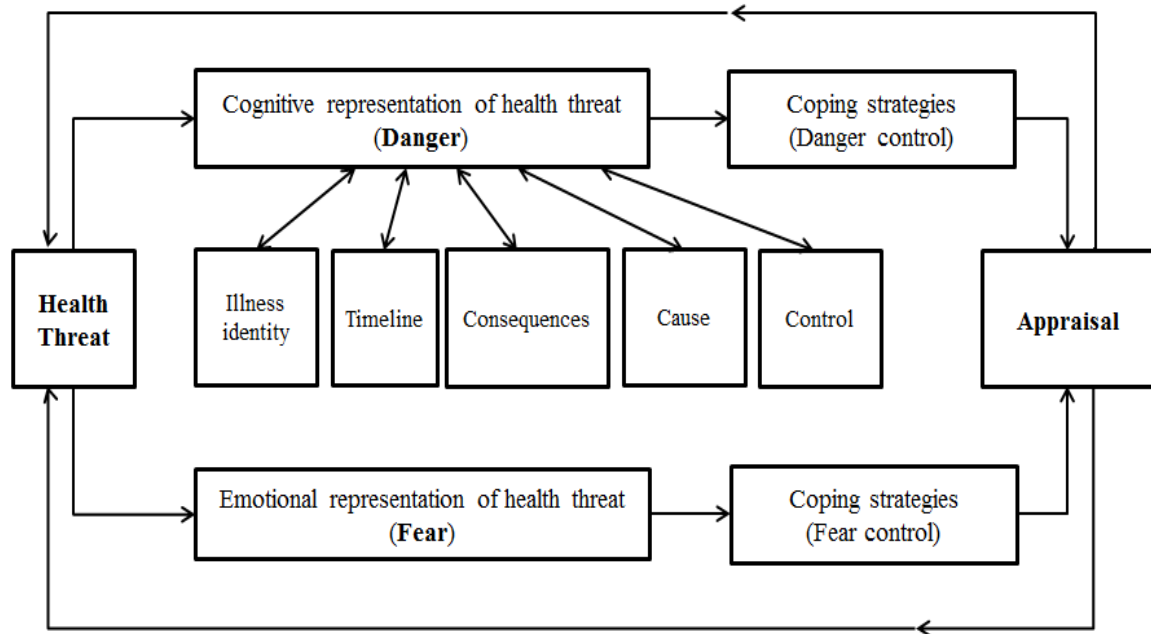 Cognitive representation of health threat
(Danger)
Coping strategies
(Danger control)
Health
Threat
Illness
identity
Timeline
Consequences
Cause
Control
Appraisal
Emotional representation of health threat
(Fear)
Coping strategies
(Fear control)